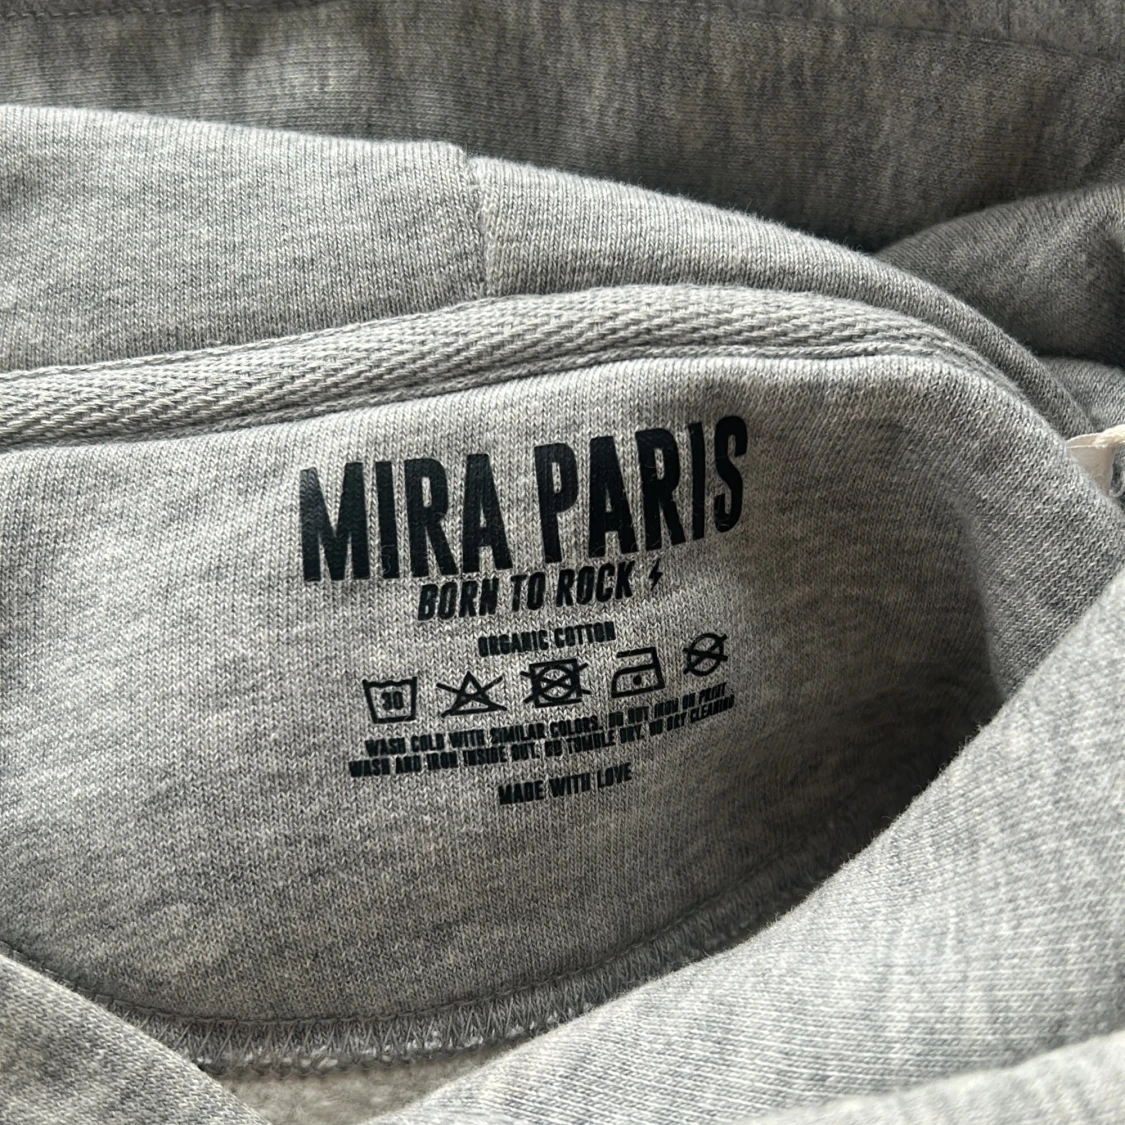 MIRA PARIS
BORN TO ROCK
ORGANIC COTTON
30
WASH COLD WITH SIMILAR COLORS. DO NOT IRON ON PRINT
WASH AND IRON INSIDE OUT. NO TUMBLE DRY. NO DRY CLEANING
MADE WITH LOVE